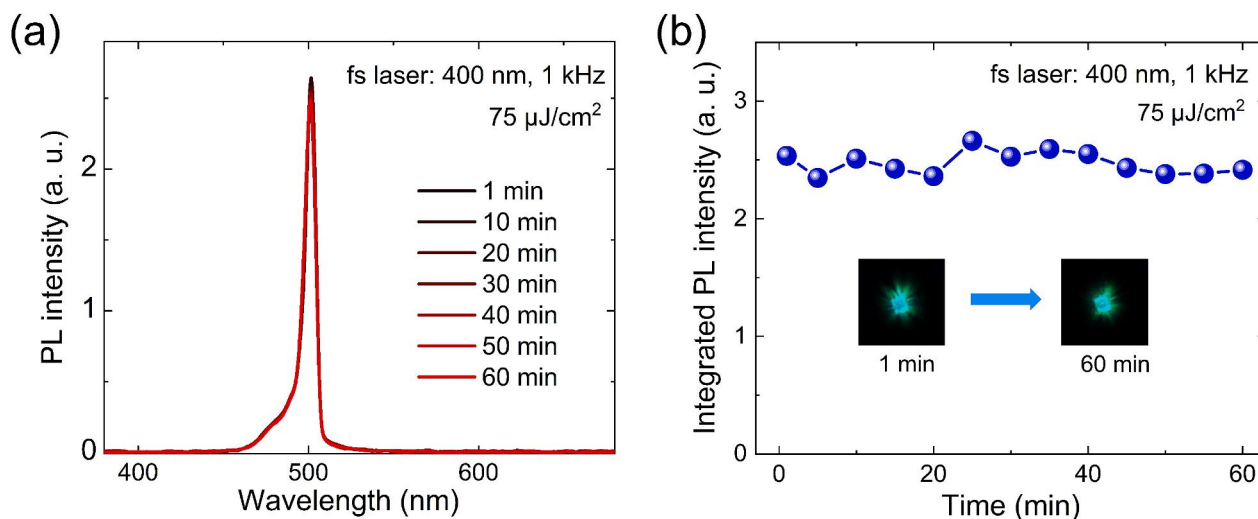 (a)
fs laser: 400 nm, 1 kHz
75 μJ/cm²
1 min
10 min
20 min
30 min
40 min
50 min
60 min
PL intensity (a. u.)
2
1
0
400
500
600
Wavelength (nm)
(b)
fs laser: 400 nm, 1 kHz
75 μJ/cm²
Integrated PL intensity (a. u.)
3
2
1
0
1 min
60 min
0
20
40
60
Time (min)